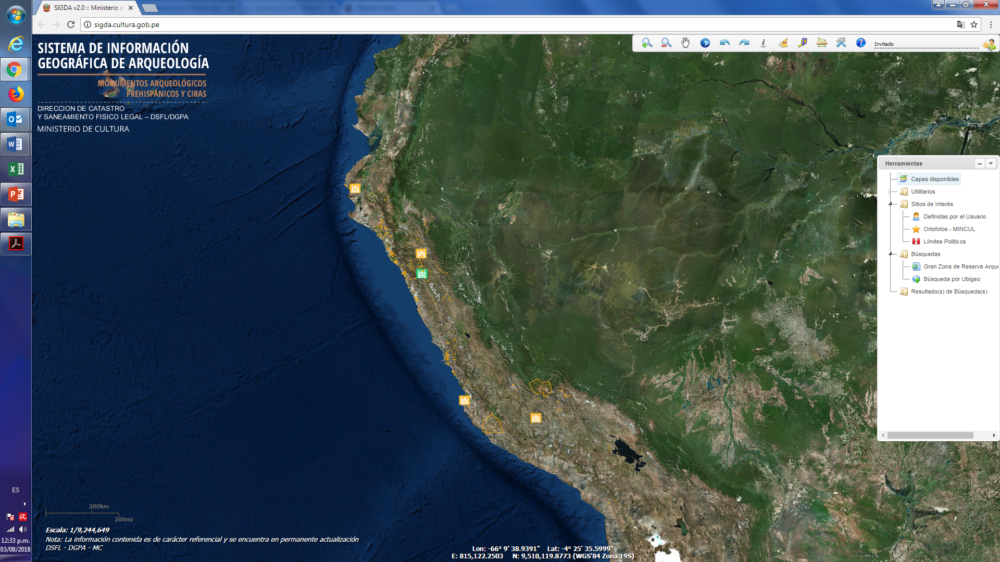 SIGDA v2.0 :: Ministerio d
sigda.cultura.gob.pe
SISTEMA DE INFORMACIÓN
GEOGRÁFICA DE ARQUEOLOGÍA
MONUMENTOS ARQUEOLÓGICOS
PREHISPÁNICOS Y CIRAS
DIRECCION DE CATASTRO
Y SANEAMIENTO FISICO LEGAL – DSFL/DGPA
MINISTERIO DE CULTURA
Invitado
Herramientas
Capas disponibles
Utilitarios
Sitios de Interés
Definidas por el Usuario
Ortofotos - MINCUL
Límites Politicos
Búsquedas
Gran Zona de Reserva Arque
Búsqueda por Ubigeo
Resultado(s) de Búsqueda(s)
200km
200mi
Escala: 1/9,244,649
Nota: La información contenida es de carácter referencial y se encuentra en permanente actualización
DSFL - DGPA - MC
Lon: -66° 9' 38.9391" Lat: -4° 25' 35.5999"
E: 815,122.2503 N: 9,510,119.8773 (WGS'84 Zona 19S)
ES
12:33 p.m.
03/08/2018